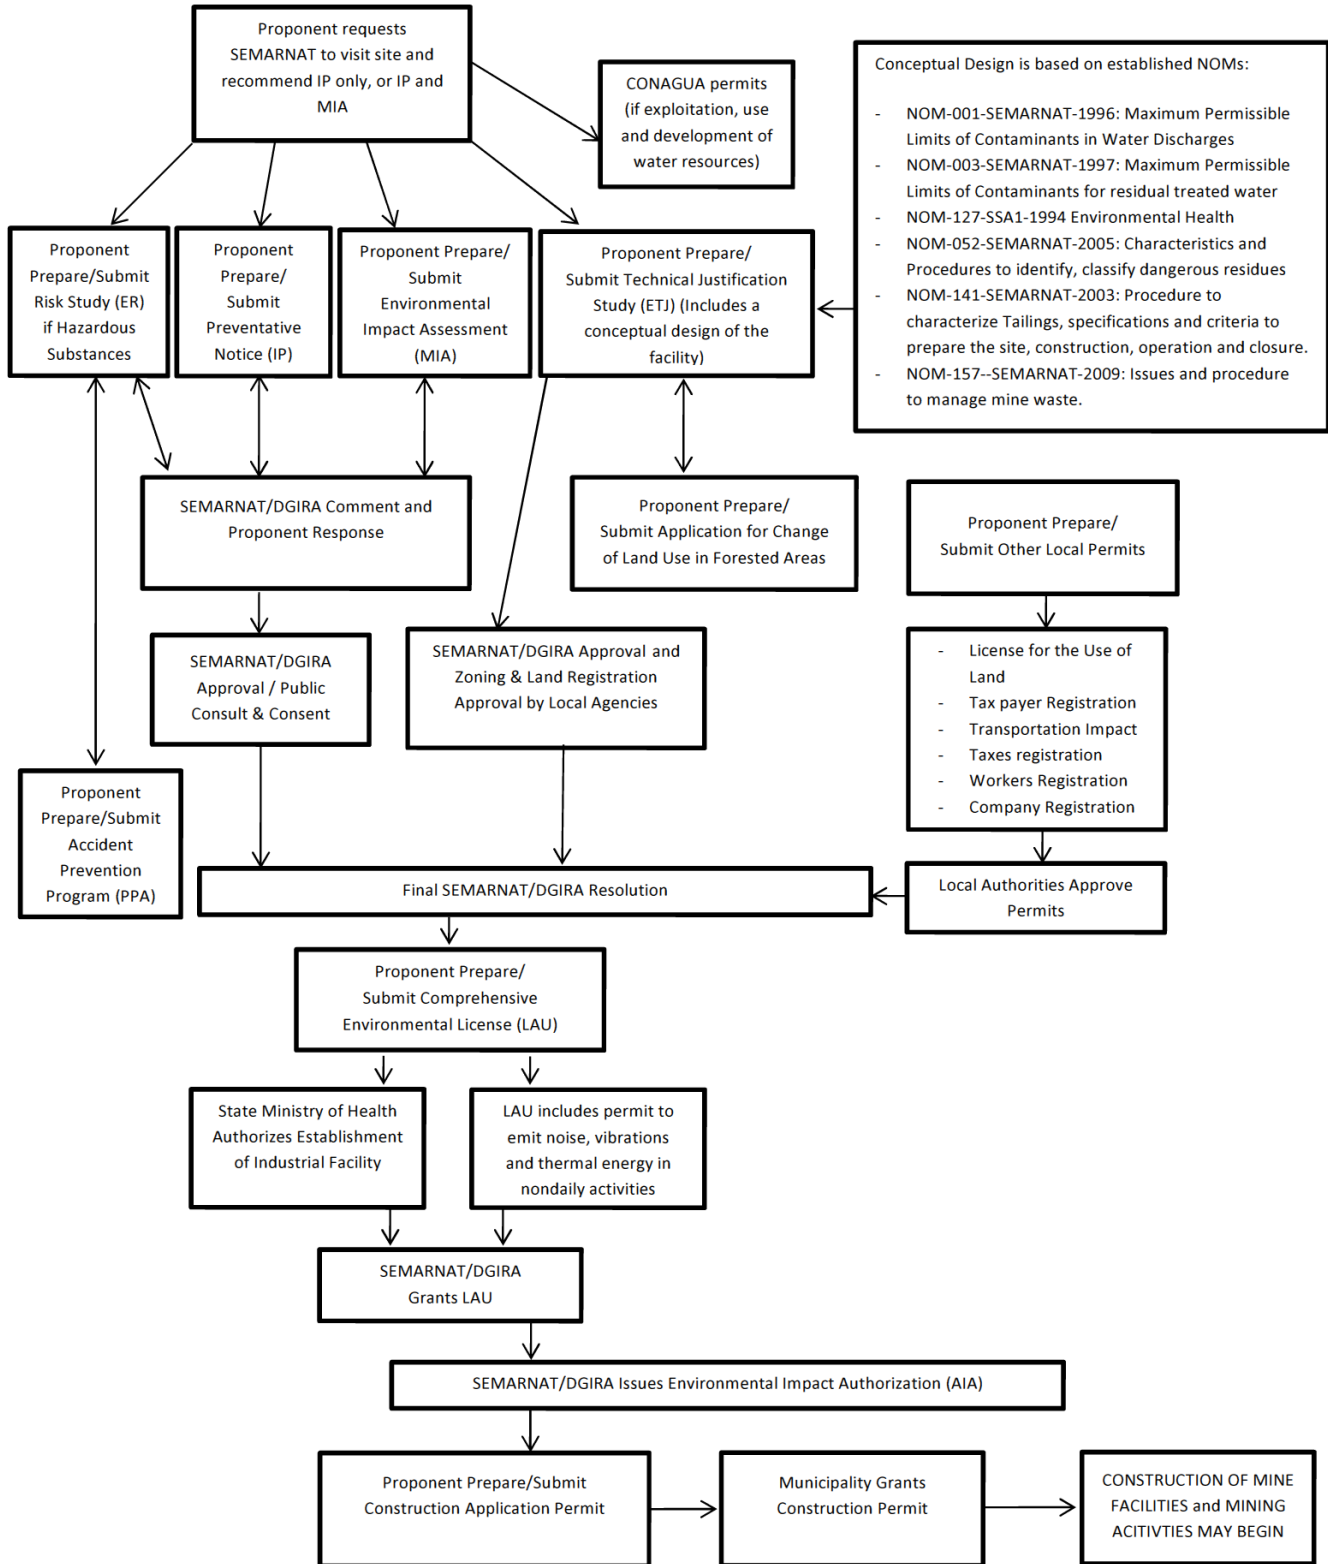 Proponent requests
SEMARNAT to visit site and
recommend IP only, or IP and
MIA
CONAGUA permits
(if exploitation, use
and development of
water resources)
Conceptual Design is based on established NOMs:
- NOM-001-SEMARNAT-1996: Maximum Permissible
Limits of Contaminants in Water Discharges
- NOM-003-SEMARNAT-1997: Maximum Permissible
Limits of Contaminants for residual treated water
- NOM-127-SSA1-1994 Environmental Health
- NOM-052-SEMARNAT-2005: Characteristics and
Procedures to identify, classify dangerous residues
- NOM-141-SEMARNAT-2003: Procedure to
characterize Tailings, specifications and criteria to
prepare the site, construction, operation and closure.
- NOM-157--SEMARNAT-2009: Issues and procedure
to manage mine waste.
Proponent
Prepare/Submit
Risk Study (ER)
if Hazardous
Substances
Proponent
Prepare/
Submit
Preventative
Notice (IP)
Proponent Prepare/
Submit
Environmental
Impact Assessment
(MIA)
Proponent Prepare/
Submit Technical Justification
Study (ETJ) (Includes a
conceptual design of the
facility)
SEMARNAT/DGIRA Comment and
Proponent Response
Proponent Prepare/
Submit Application for Change
of Land Use in Forested Areas
Proponent Prepare/
Submit Other Local Permits
SEMARNAT/DGIRA
Approval / Public
Consult & Consent
SEMARNAT/DGIRA Approval and
Zoning & Land Registration
Approval by Local Agencies
- License for the Use of
Land
- Tax payer Registration
- Transportation Impact
- Taxes registration
- Workers Registration
- Company Registration
Proponent
Prepare/Submit
Accident
Prevention
Program (PPA)
Final SEMARNAT/DGIRA Resolution
Local Authorities Approve
Permits
Proponent Prepare/
Submit Comprehensive
Environmental License (LAU)
State Ministry of Health
Authorizes Establishment
of Industrial Facility
LAU includes permit to
emit noise, vibrations
and thermal energy in
nondaily activities
SEMARNAT/DGIRA
Grants LAU
SEMARNAT/DGIRA Issues Environmental Impact Authorization (AIA)
Proponent Prepare/Submit
Construction Application Permit
Municipality Grants
Construction Permit
CONSTRUCTION OF MINE
FACILITIES and MINING
ACITIVTIES MAY BEGIN